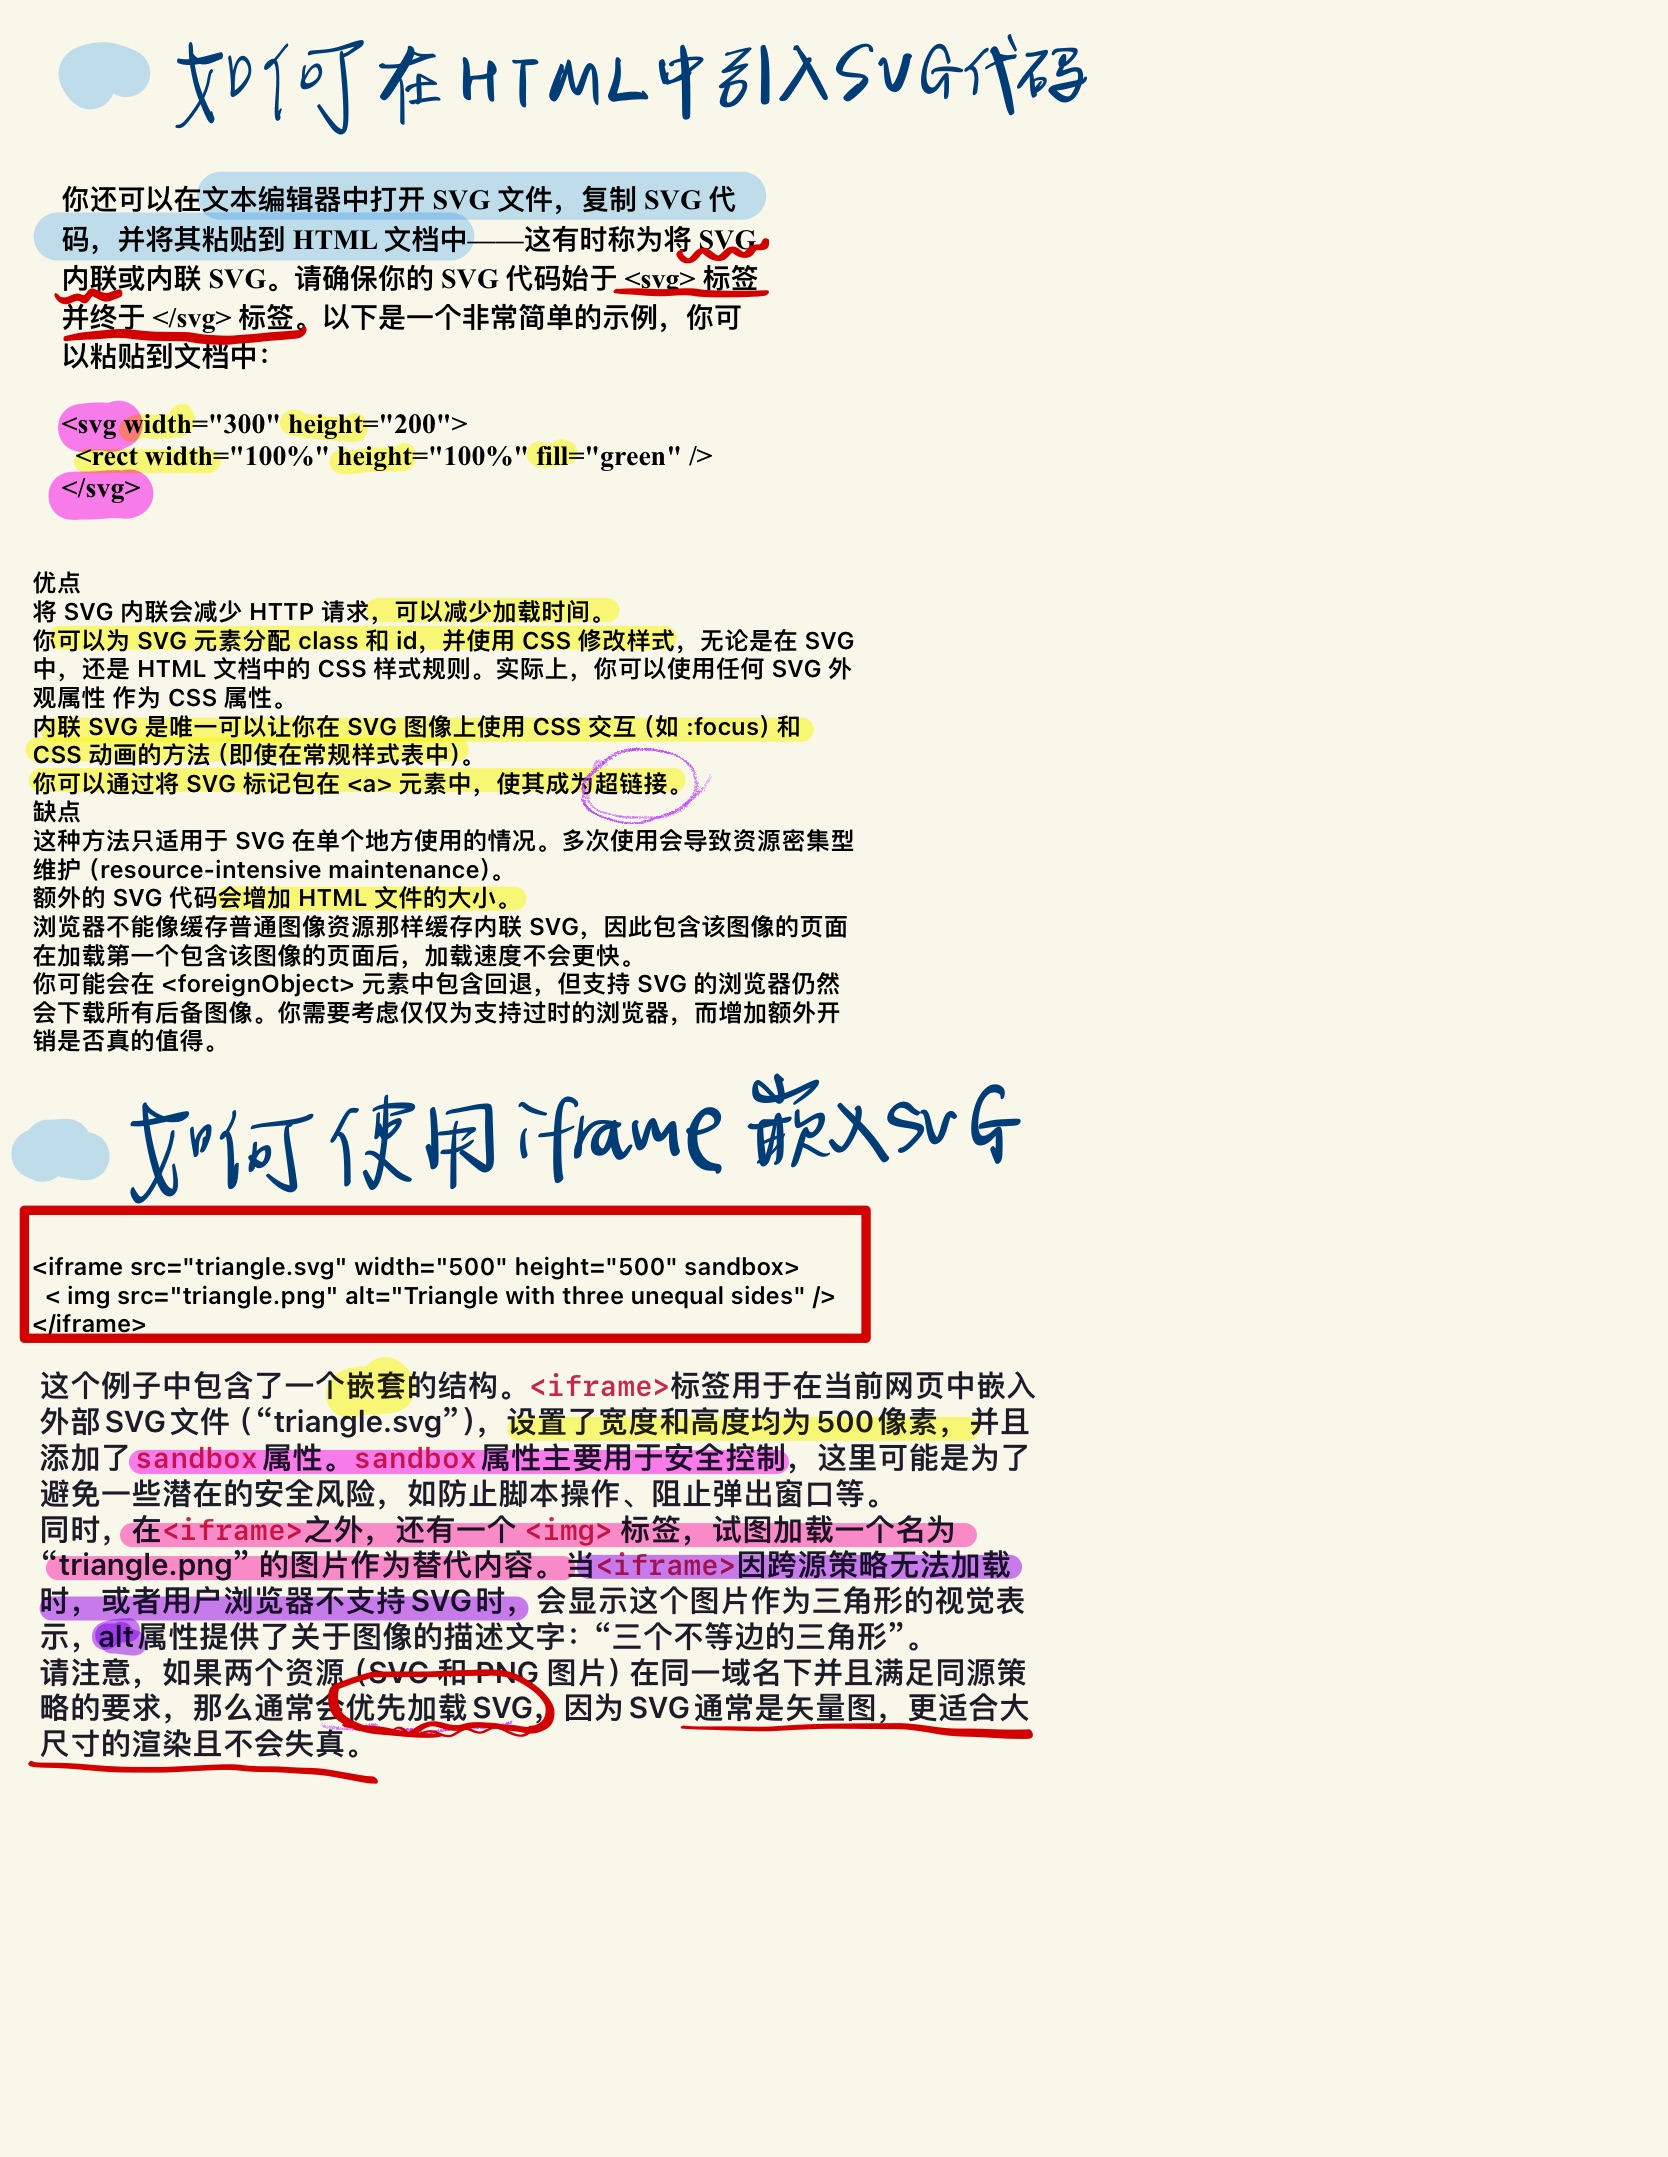 如何在HTML中引入SVG代码
你还可以在文本编辑器中打开 SVG 文件，复制 SVG 代
码，并将其粘贴到 HTML 文档中——这有时称为将 SVG
内联或内联 SVG。请确保你的 SVG 代码始于 <svg> 标签
并终于 </svg> 标签。以下是一个非常简单的示例，你可
以粘贴到文档中：
<svg width="300" height="200">
<rect width="100%" height="100%" fill="green" />
</svg>
优点
将 SVG 内联会减少 HTTP 请求，可以减少加载时间。
你可以为 SVG 元素分配 class 和 id，并使用 CSS 修改样式，无论是在 SVG
中，还是 HTML 文档中的 CSS 样式规则。实际上，你可以使用任何 SVG 外
观属性 作为 CSS 属性。
内联 SVG 是唯一可以让你在 SVG 图像上使用 CSS 交互（如 :focus）和
CSS 动画的方法（即使在常规样式表中）。
你可以通过将 SVG 标记包在 <a> 元素中，使其成为超链接。
缺点
这种方法只适用于 SVG 在单个地方使用的情况。多次使用会导致资源密集型
维护（resource-intensive maintenance）。
额外的 SVG 代码会增加 HTML 文件的大小。
浏览器不能像缓存普通图像资源那样缓存内联 SVG，因此包含该图像的页面
在加载第一个包含该图像的页面后，加载速度不会更快。
你可能会在 <foreignObject> 元素中包含回退，但支持 SVG 的浏览器仍然
会下载所有后备图像。你需要考虑仅仅为支持过时的浏览器，而增加额外开
销是否真的值得。
如何使用iframe嵌入SVG
<iframe src="triangle.svg" width="500" height="500" sandbox>
< img src="triangle.png" alt="Triangle with three unequal sides" />
</iframe>
这个例子中包含了一个嵌套的结构。<iframe>标签用于在当前网页中嵌入
外部SVG文件（“triangle.svg”），设置了宽度和高度均为500像素，并且
添加了sandbox属性。sandbox属性主要用于安全控制，这里可能是为了
避免一些潜在的安全风险，如防止脚本操作、阻止弹出窗口等。
同时，在<iframe>之外，还有一个 <img> 标签，试图加载一个名为
“triangle.png” 的图片作为替代内容。当<iframe>因跨源策略无法加载
时，或者用户浏览器不支持SVG时，会显示这个图片作为三角形的视觉表
示，alt属性提供了关于图像的描述文字：“三个不等边的三角形”。
请注意，如果两个资源（SVG 和 PNG 图片）在同一域名下并且满足同源策
略的要求，那么通常会优先加载SVG，因为SVG通常是矢量图，更适合大
尺寸的渲染且不会失真。